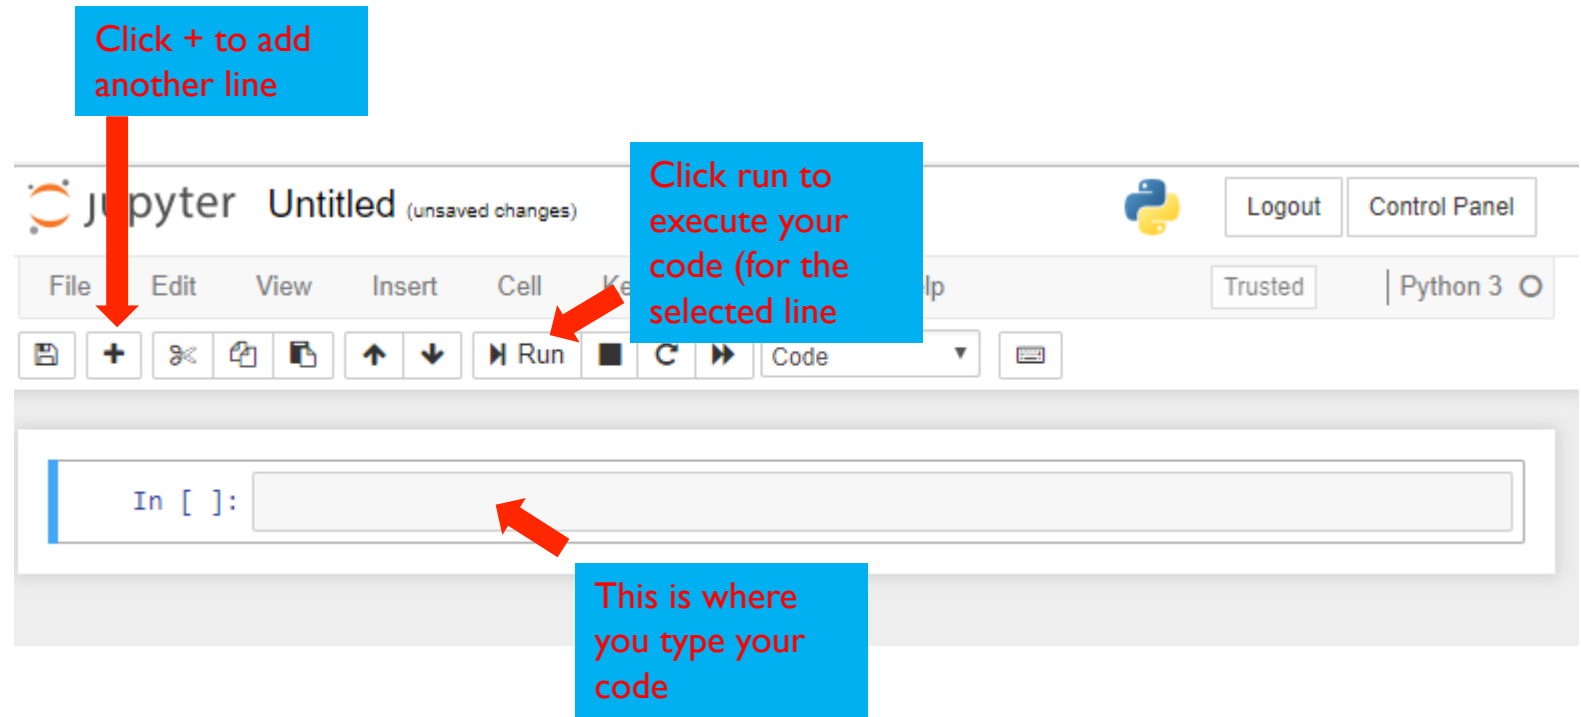 Click + to add
another line
Click run to
execute your
code (for the
selected line
jupyter Untitled (unsaved changes)
Logout Control Panel
File Edit View Insert Cell
Trusted Python 3
Run Code
In [ ]:
This is where
you type your
code